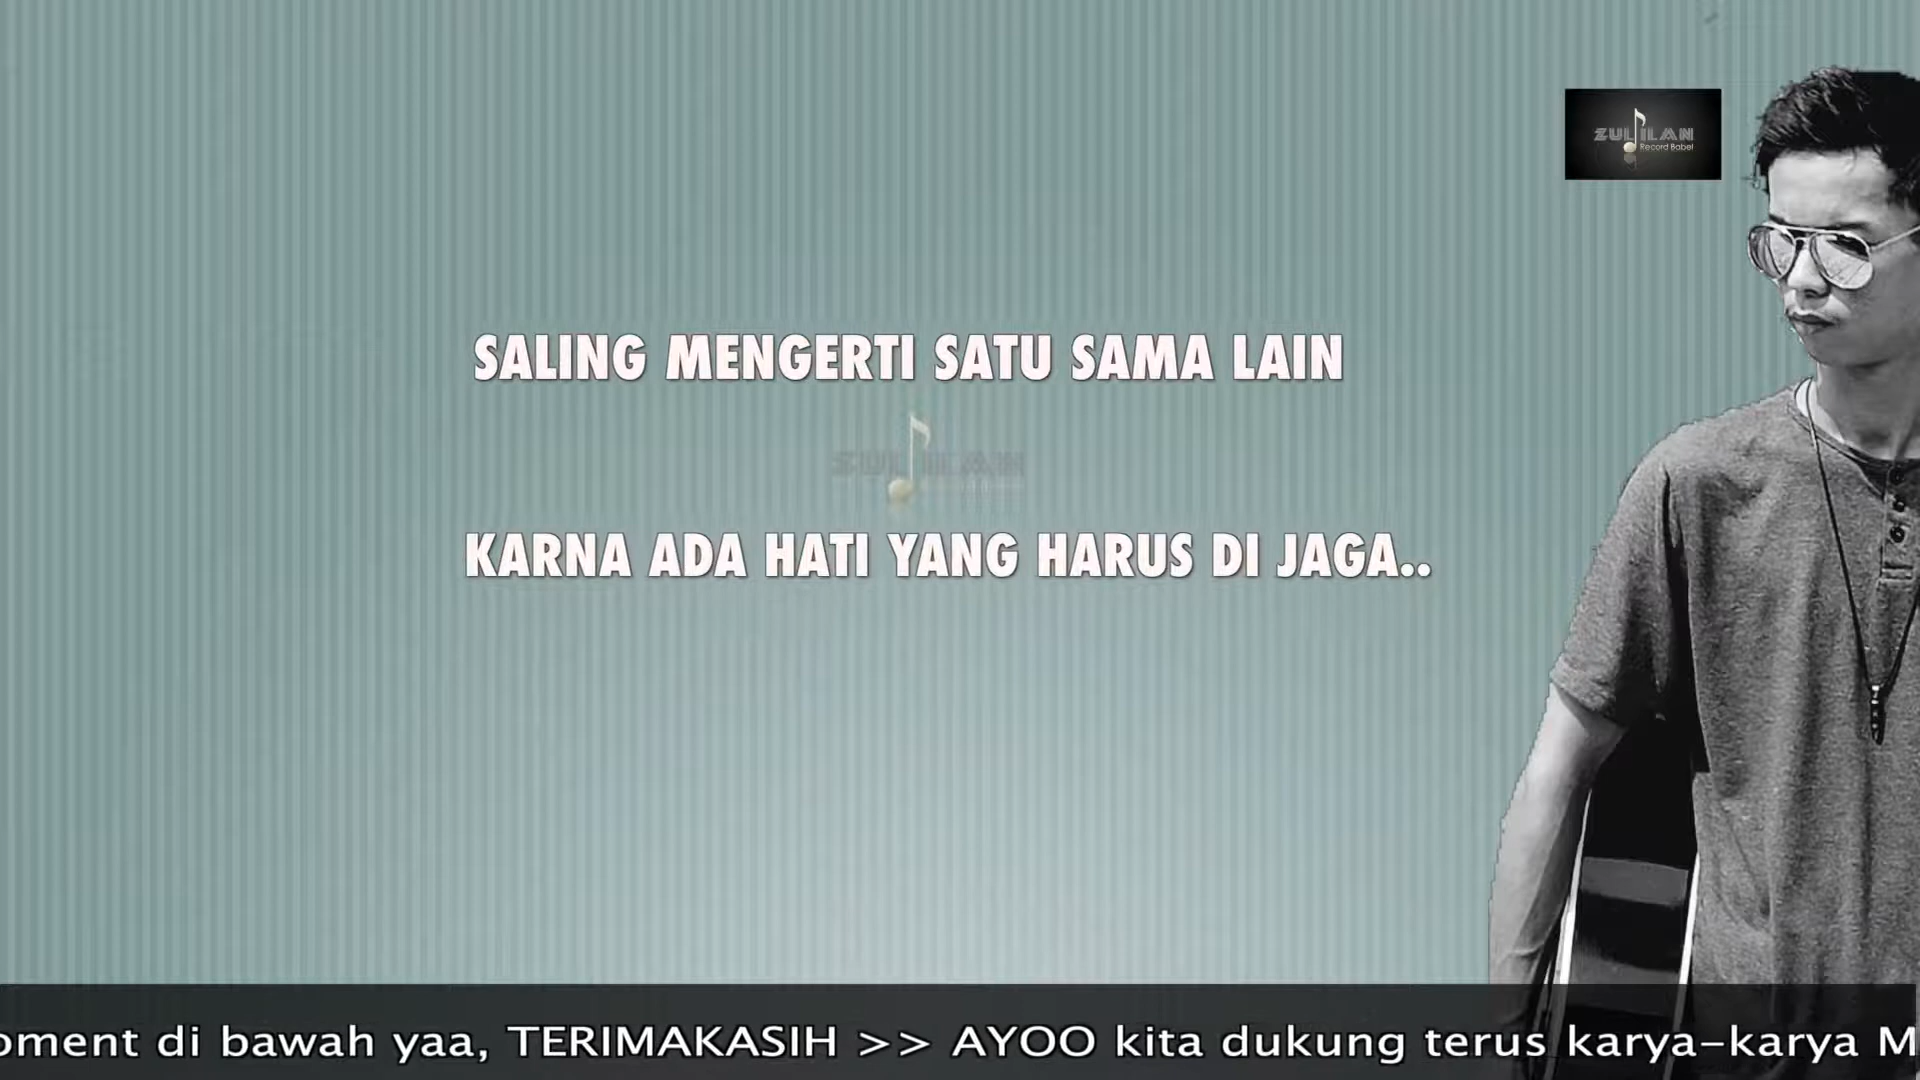 ZULJILAN
Record Babel
SALING MENGERTI SATU SAMA LAIN
KARNA ADA HATI YANG HARUS DI JAGA..
oment di bawah yaa, TERIMAKASIH >> AYOO kita dukung terus karya-karya M